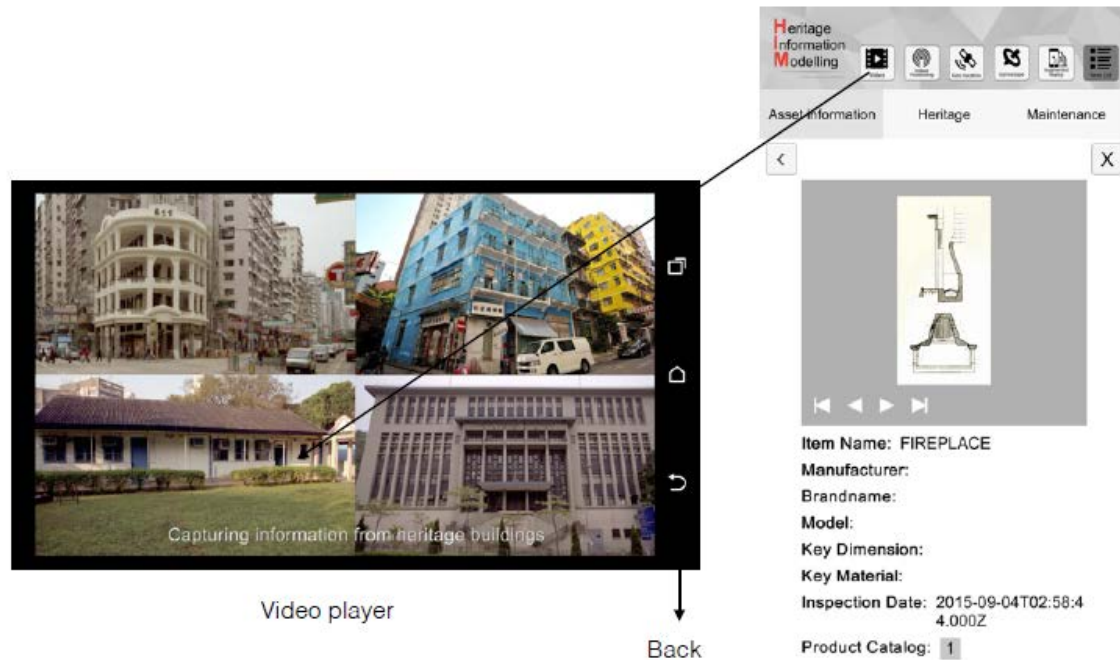 Heritage
Information
Modelling
Video
Asset Information
Heritage
Maintenance
<
X
Item Name: FIREPLACE
Manufacturer:
Brandname:
Model:
Key Dimension:
Key Material:
Inspection Date: 2015-09-04T02:58:4
4.000Z
Product Catalog: 1
Capturing information from heritage buildings
Video player
Back